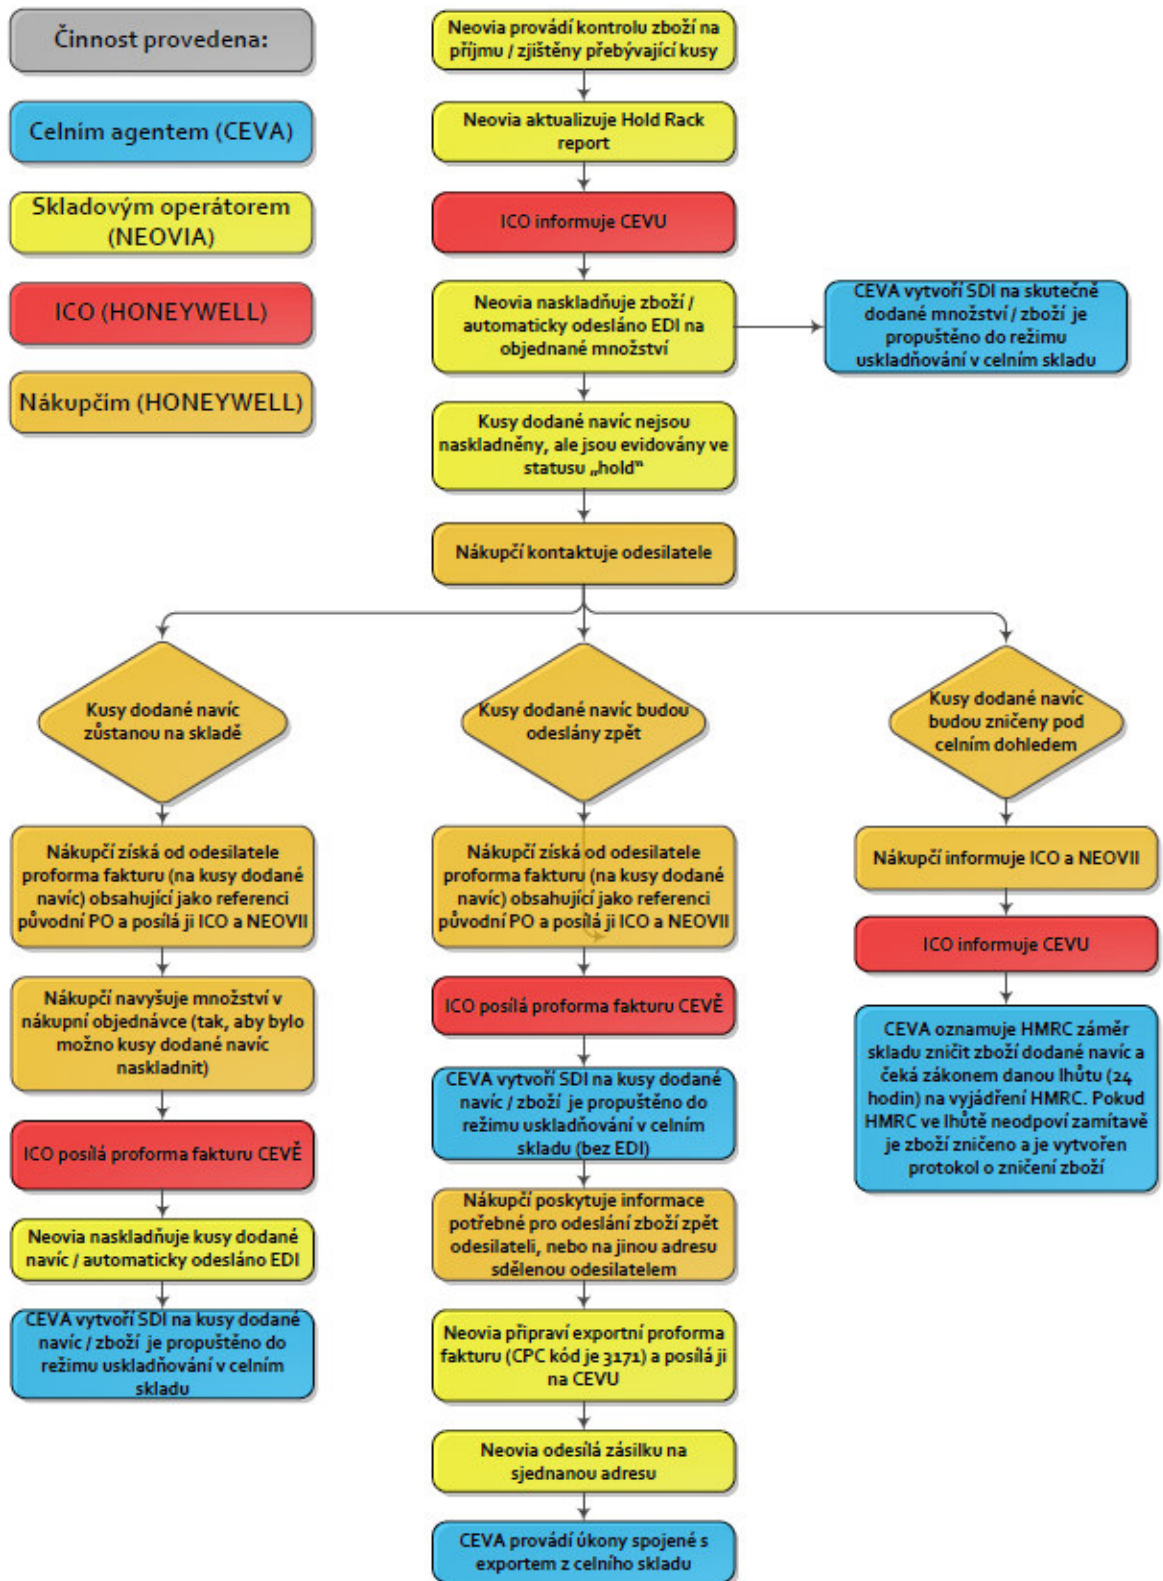 Činnost provedena:
Celním agentem (CEVA)
Skladovým operátorem
(NEOVIA)
ICO (HONEYWELL)
Nákupčím (HONEYWELL)
Neovia provádí kontrolu zboží na
příjmu / zjištěny přebývající kusy
Neovia aktualizuje Hold Rack
report
ICO informuje CEVU
Neovia naskladňuje zboží /
automaticky odesláno EDI na
objednané množství
CEVA vytvoří SDI na skutečně
dodané množství / zboží je
propuštěno do režimu
uskladňování v celním skladu
Kusy dodané navíc nejsou
naskladněny, ale jsou evidovány ve
statusu „hold“
Nákupčí kontaktuje odesilatele
Kusy dodané navíc
zůstanou na skladě
Nákupčí získá od odesilatele
proforma fakturu (na kusy dodané
navíc) obsahující jako referenci
původní PO a posílá ji ICO a NEOVII
Nákupčí navyšuje množství v
nákupní objednávce (tak, aby bylo
možno kusy dodané navíc
naskladnit)
ICO posílá proforma fakturu CEVĚ
Neovia naskladňuje kusy dodané
navíc / automaticky odesláno EDI
CEVA vytvoří SDI na kusy dodané
navíc / zboží je propuštěno do
režimu uskladňování v celním
skladu
Kusy dodané navíc budou
odeslány zpět
Nákupčí získá od odesilatele
proforma fakturu (na kusy dodané
navíc) obsahující jako referenci
původní PO a posílá ji ICO a NEOVII
ICO posílá proforma fakturu CEVĚ
CEVA vytvoří SDI na kusy dodané
navíc / zboží je propuštěno do
režimu uskladňování v celním
skladu (bez EDI)
Nákupčí poskytuje informace
potřebné pro odeslání zboží zpět
odesilateli, nebo na jinou adresu
sdělenou odesilatelem
Neovia připraví exportní proforma
fakturu (CPC kód je 3171) a posílá ji
na CEVU
Neovia odesílá zásilku na
sjednanou adresu
CEVA provádí úkony spojené s
exportem z celního skladu
Kusy dodané navíc
budou zničeny pod
celním dohledem
Nákupčí informuje ICO a NEOVII
ICO informuje CEVU
CEVA oznamuje HMRC záměr
skladu zničit zboží dodané navíc a
čeká zákonem danou lhůtu (24
hodin) na vyjádření HMRC. Pokud
HMRC ve lhůtě neodpoví zamítavě
je zboží zničeno a je vytvořen
protokol o zničení zboží